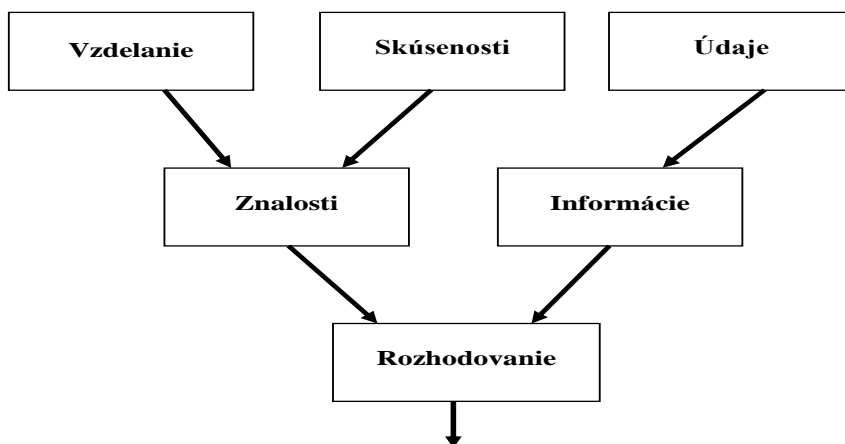 Vzdelanie
Skúsenosti
Údaje
Znalosti
Informácie
Rozhodovanie